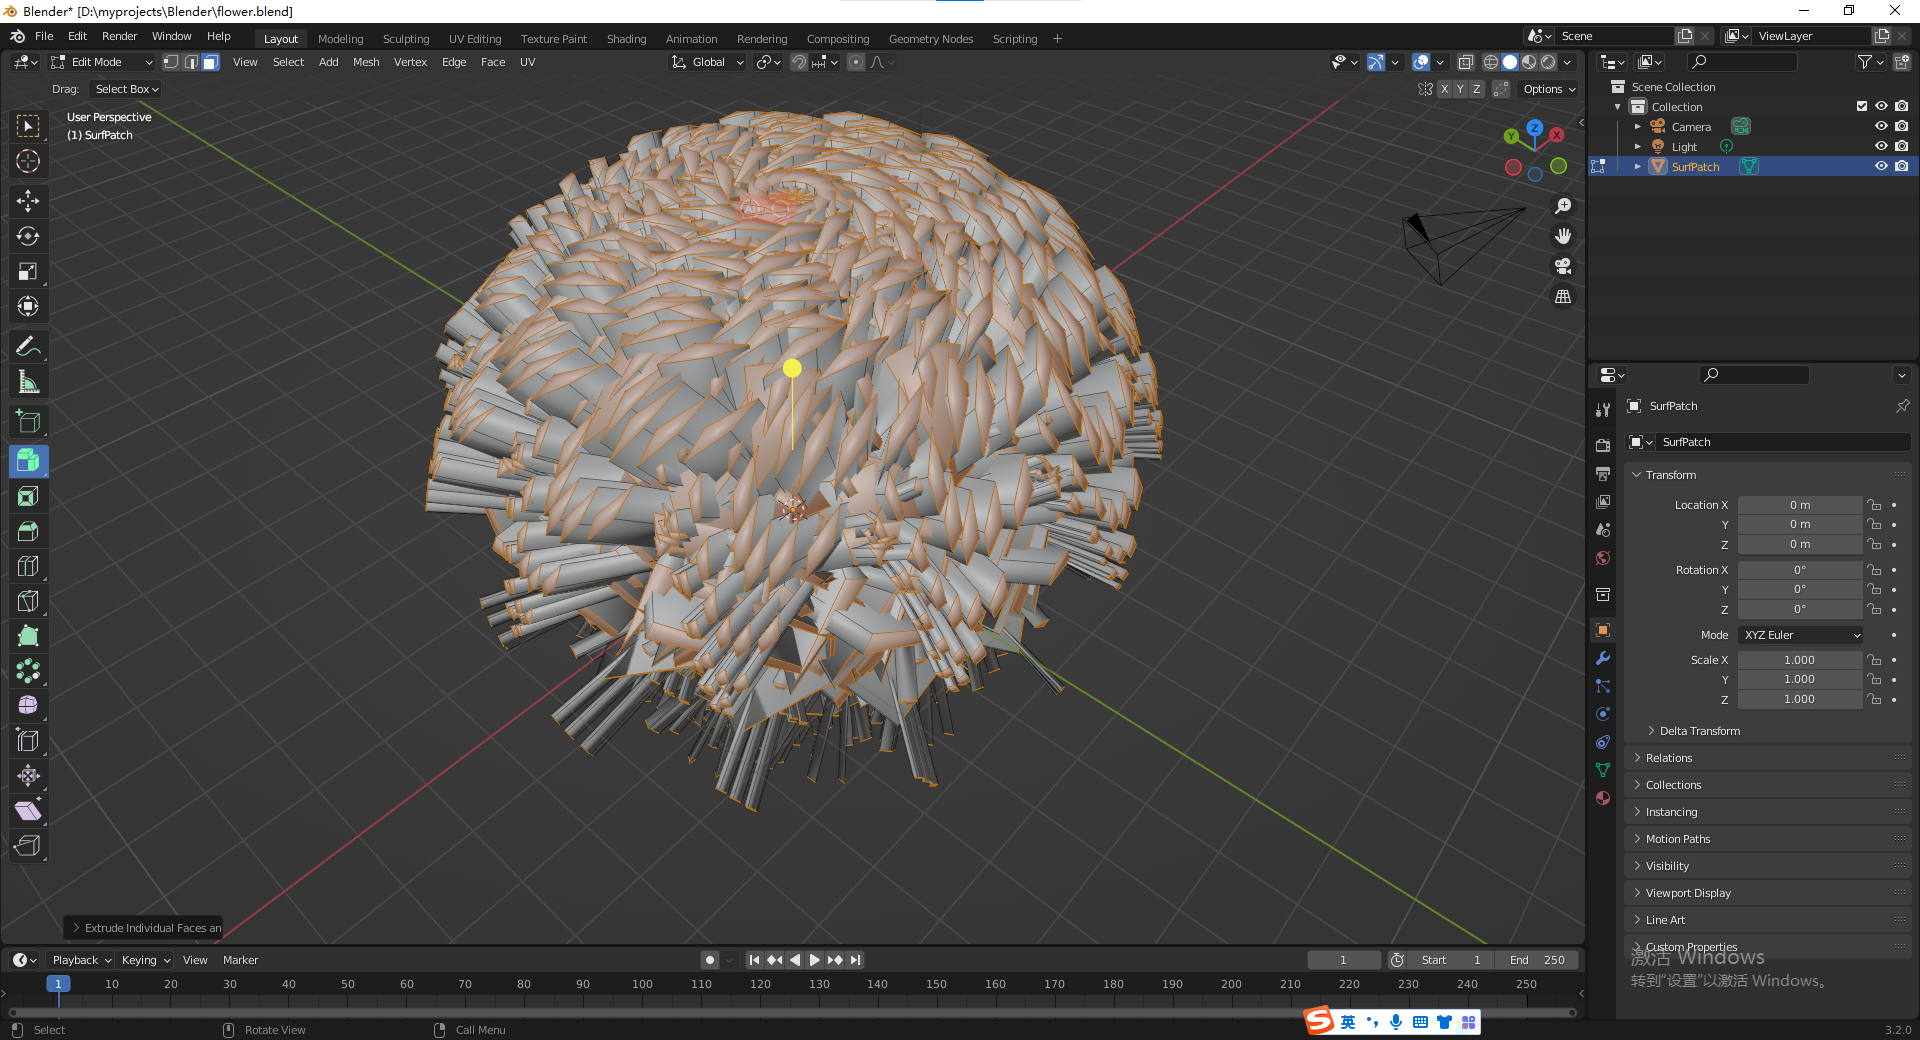 Blender* [D:\myprojects\Blender\flower.blend]
File Edit Render Window Help Layout Modeling Sculpting UV Editing Texture Paint Shading Animation Rendering Compositing Geometry Nodes Scripting + Scene ViewLayer
Edit Mode View Select Add Mesh Vertex Edge Face UV Global
Drag: Select Box X Y Z Options
User Perspective
(1) SurfPatch
Z
Y X
Scene Collection
Collection
Camera
Light
SurfPatch
SurfPatch
SurfPatch
Transform
Location X 0 m
Y 0 m
Z 0 m
Rotation X 0°
Y 0°
Z 0°
Mode XYZ Euler
Scale X 1.000
Y 1.000
Z 1.000
Delta Transform
Relations
Collections
Instancing
Motion Paths
Visibility
Viewport Display
Line Art
Custom Properties
激活 Windows
转到“设置”以激活 Windows。
Extrude Individual Faces an
Playback Keying View Marker 1 Start 1 End 250
1 10 20 30 40 50 60 70 80 90 100 110 120 130 140 150 160 170 180 190 200 210 220 230 240 250
Select Rotate View Call Menu
S 英
3.2.0